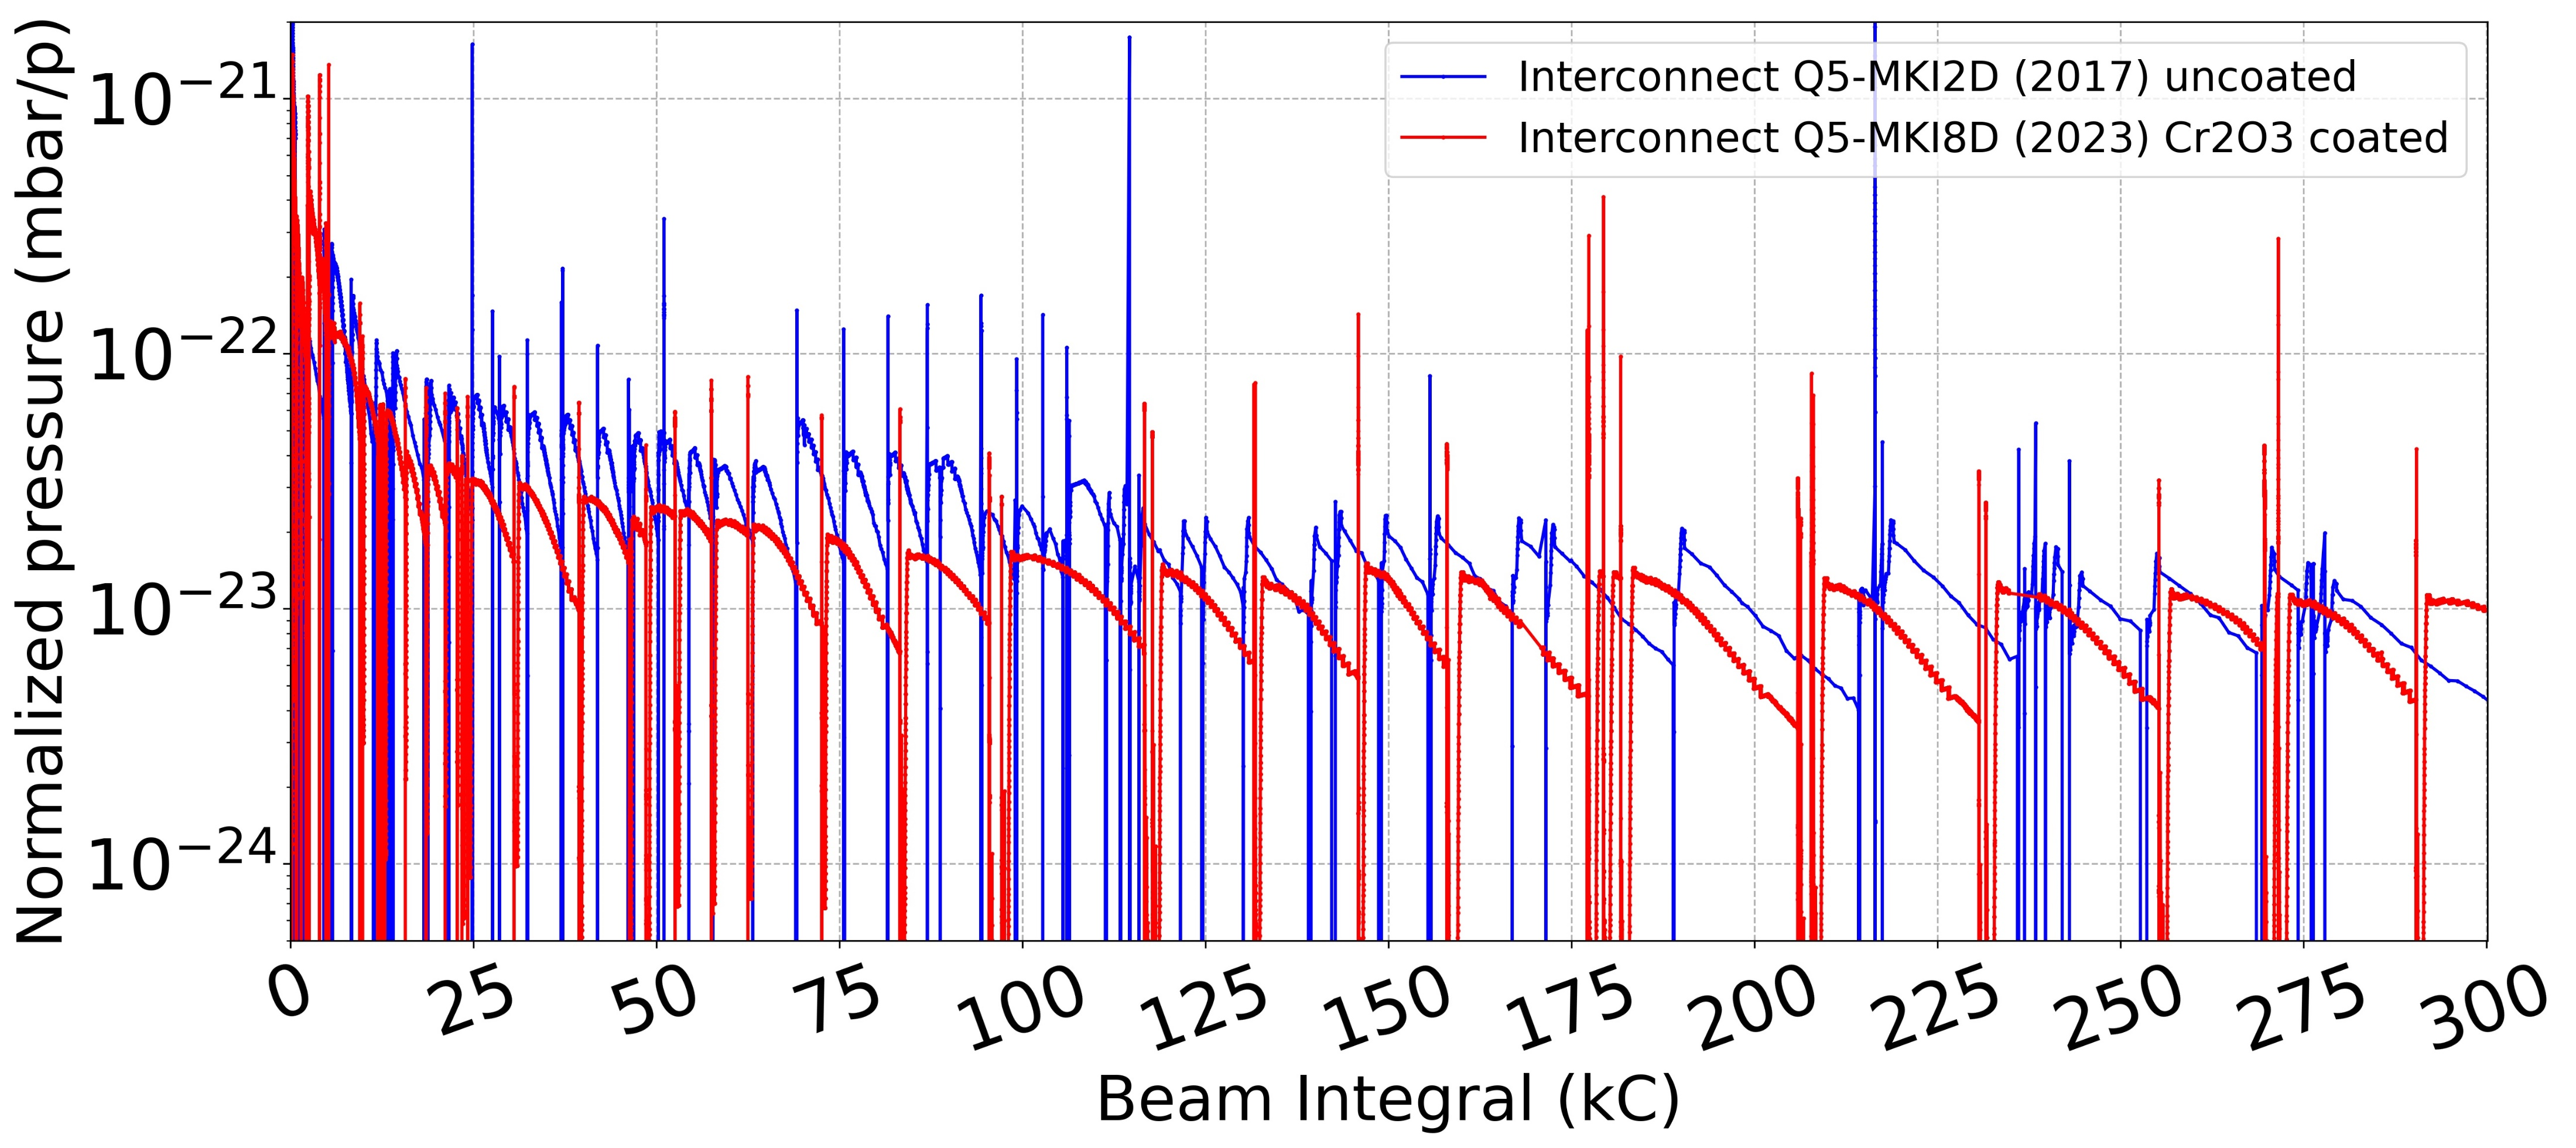 Normalized pressure (mbar/p)
10⁻²¹
10⁻²²
10⁻²³
10⁻²⁴
Interconnect Q5-MKI2D (2017) uncoated
Interconnect Q5-MKI8D (2023) Cr2O3 coated
0 25 50 75 100 125 150 175 200 225 250 275 300
Beam Integral (kC)